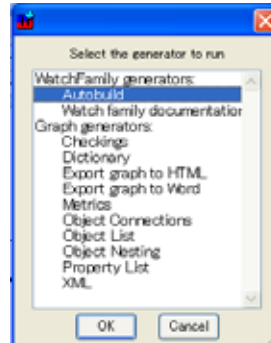 Select the generator to run
WatchFamily generators:
Autobuild
Watch family documentation
Graph generators:
Checkings
Dictionary
Export graph to HTML
Export graph to Word
Metrics
Object Connections
Object List
Object Nesting
Property List
XML
OK
Cancel